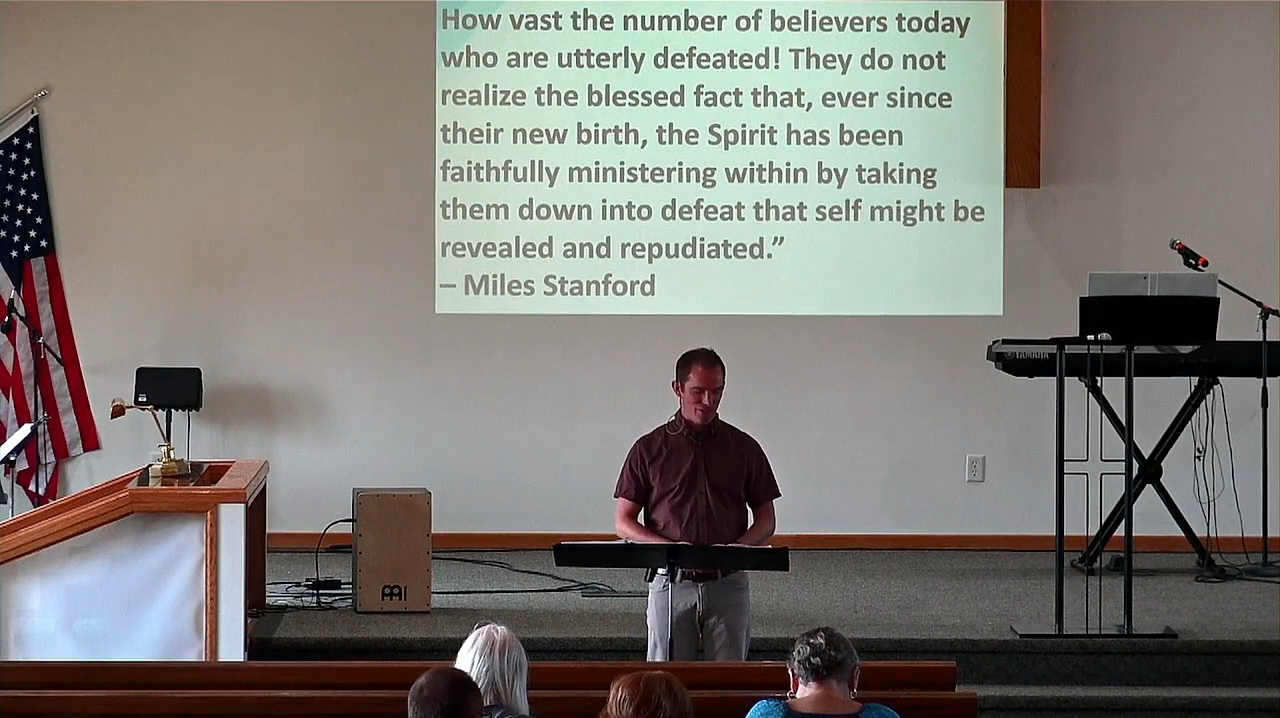 How vast the number of believers today
who are utterly defeated! They do not
realize the blessed fact that, ever since
their new birth, the Spirit has been
faithfully ministering within by taking
them down into defeat that self might be
revealed and repudiated.”
– Miles Stanford
YAMAHA